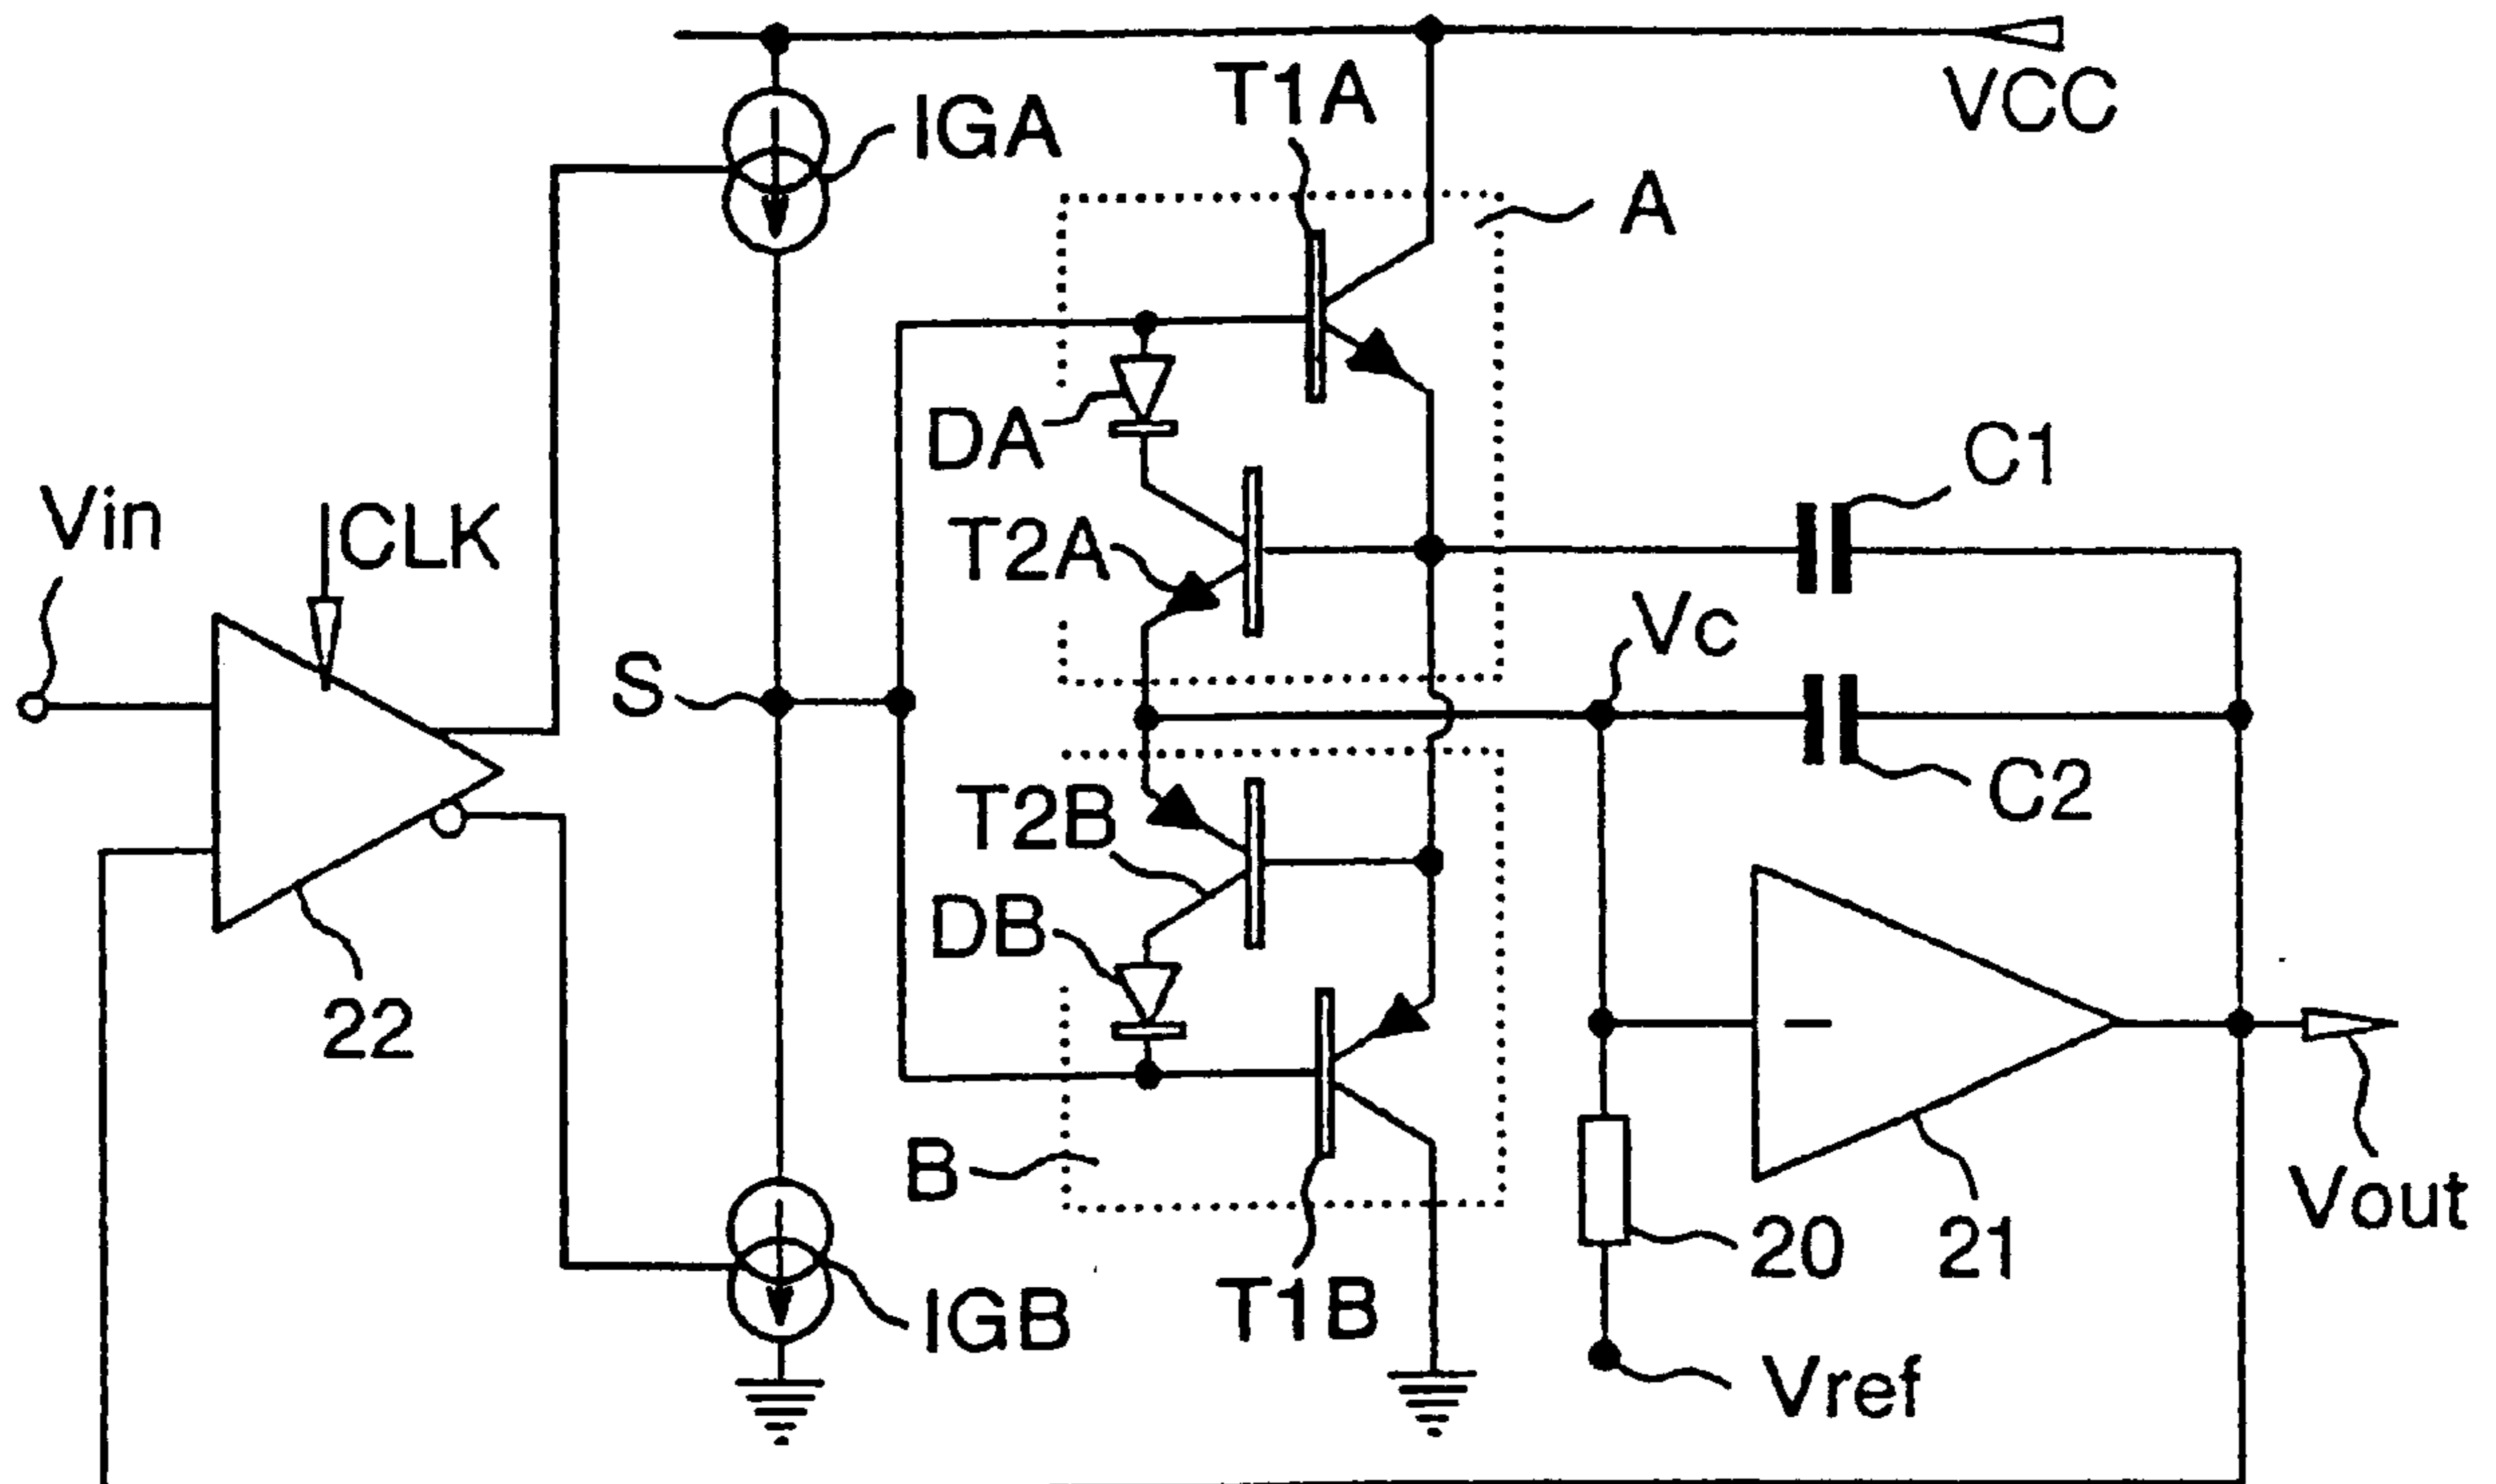 VCC
T1A
IGA
A
DA
C1
Vin
CLK
T2A
Vc
S
C2
T2B
DB
22
B
Vout
20
21
T1B
IGB
Vref